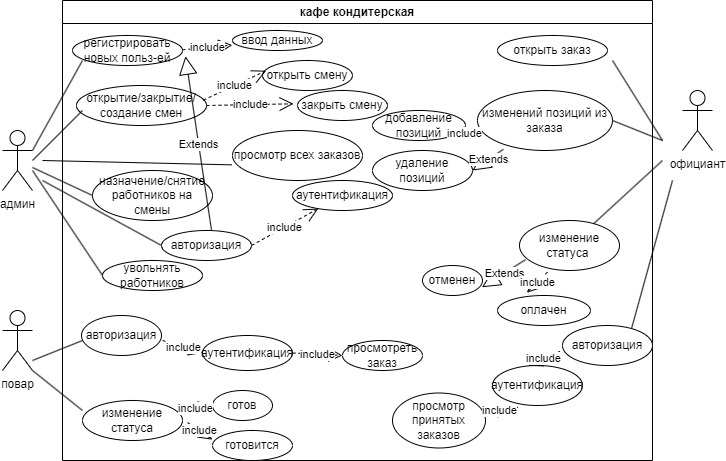 кафе кондитерская
регистрировать
новых польз-ей
include
ввод данных
открыть заказ
открыть смену
include
открытие/закрытие/
создание смен
include
закрыть смену
добавление
позиций
include
изменений позиций из
заказа
Extends
просмотр всех заказов
удаление
позиций
Extends
официант
админ
назначение/снятие
работников на
смены
аутентификация
include
авторизация
изменение
статуса
увольнять
работников
отменен
Extends
include
оплачен
авторизация
include
аутентификация
include
просмотреть
заказ
авторизация
include
аутентификация
повар
изменение
статуса
include
готов
include
готовится
просмотр
принятых
заказов
include